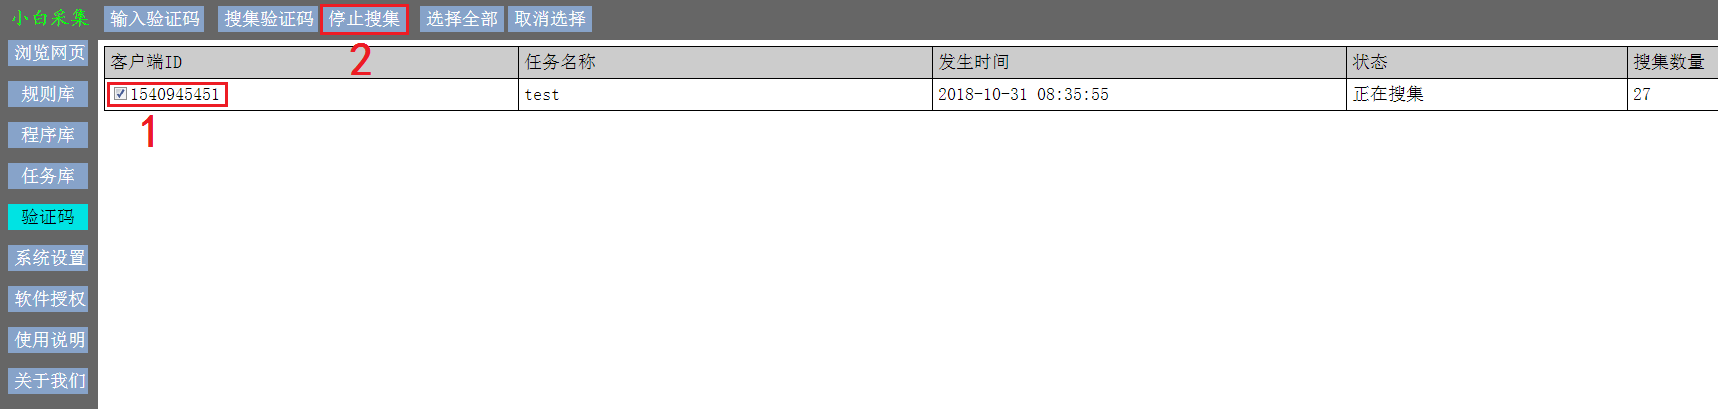 小白采集
输入验证码 搜集验证码 停止搜集 选择全部 取消选择
浏览网页
规则库
程序库
任务库
验证码
系统设置
软件授权
使用说明
关于我们
2
客户端ID 任务名称 发生时间 状态 搜集数量
1540945451 test 2018-10-31 08:35:55 正在搜集 27
1